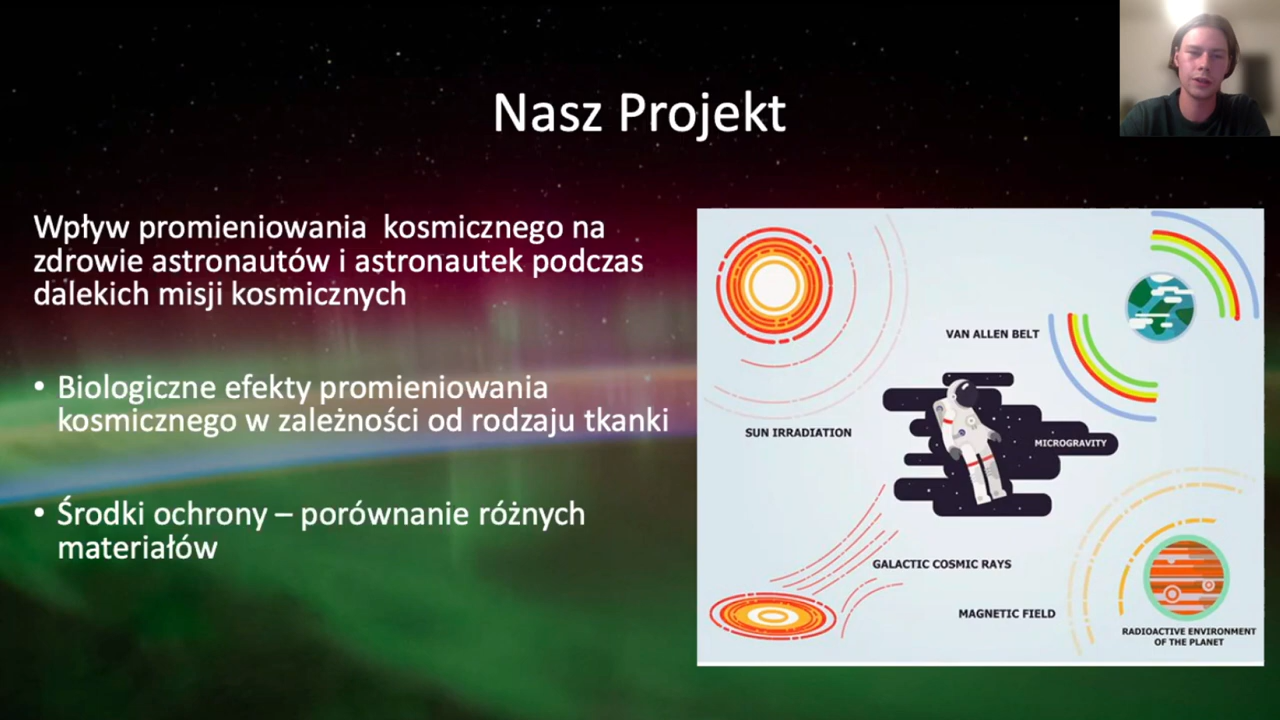 Nasz Projekt
Wpływ promieniowania kosmicznego na
zdrowie astronautów i astronautek podczas
dalekich misji kosmicznych
• Biologiczne efekty promieniowania
kosmicznego w zależności od rodzaju tkanki
• Środki ochrony – porównanie różnych
materiałów
VAN ALLEN BELT
SUN IRRADIATION
MICROGRAVITY
GALACTIC COSMIC RAYS
MAGNETIC FIELD
RADIOACTIVE ENVIRONMENT
OF THE PLANET